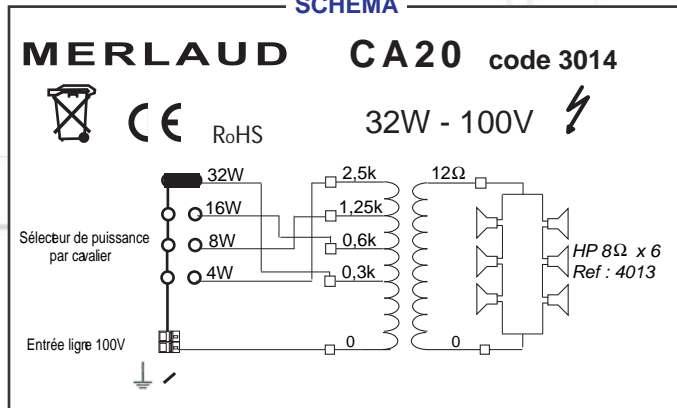 SCHEMA
MERLAUD CA20 code 3014
CE RoHS 32W - 100V
32W 2,5k 12Ω
16W 1,25k
8W 0,6k
4W 0,3k
Sélecteur de puissance
par cavalier
HP 8Ω x 6
Ref : 4013
Entrée ligne 100V 0 0